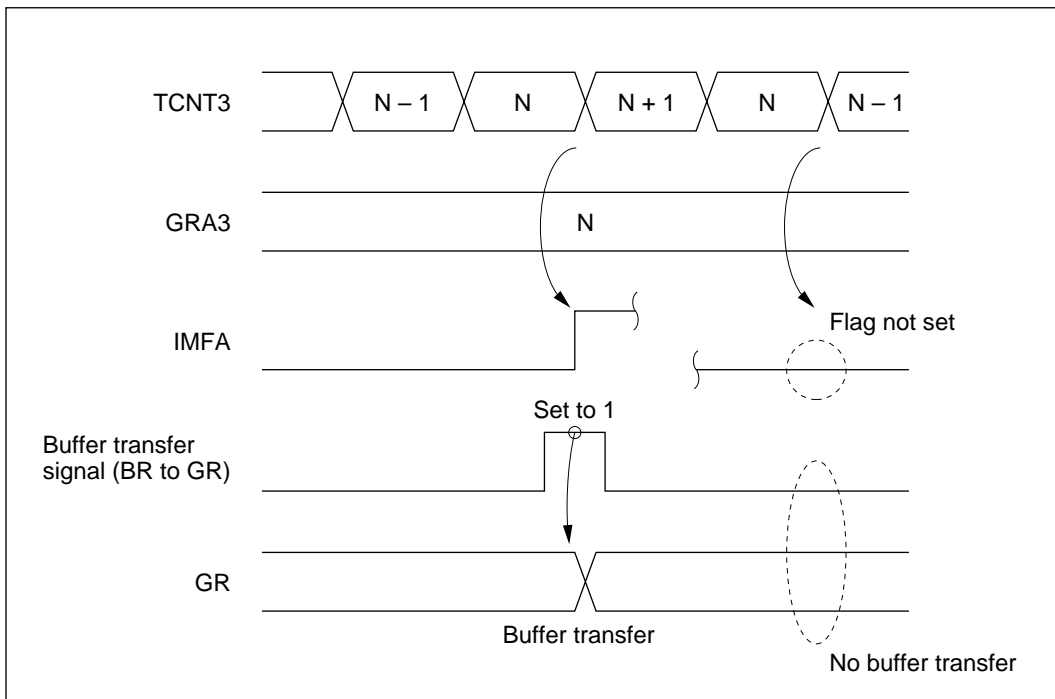 TCNT3
N – 1
N
N + 1
N
N – 1
GRA3
N
IMFA
Flag not set
Set to 1
Buffer transfer
signal (BR to GR)
GR
Buffer transfer
No buffer transfer